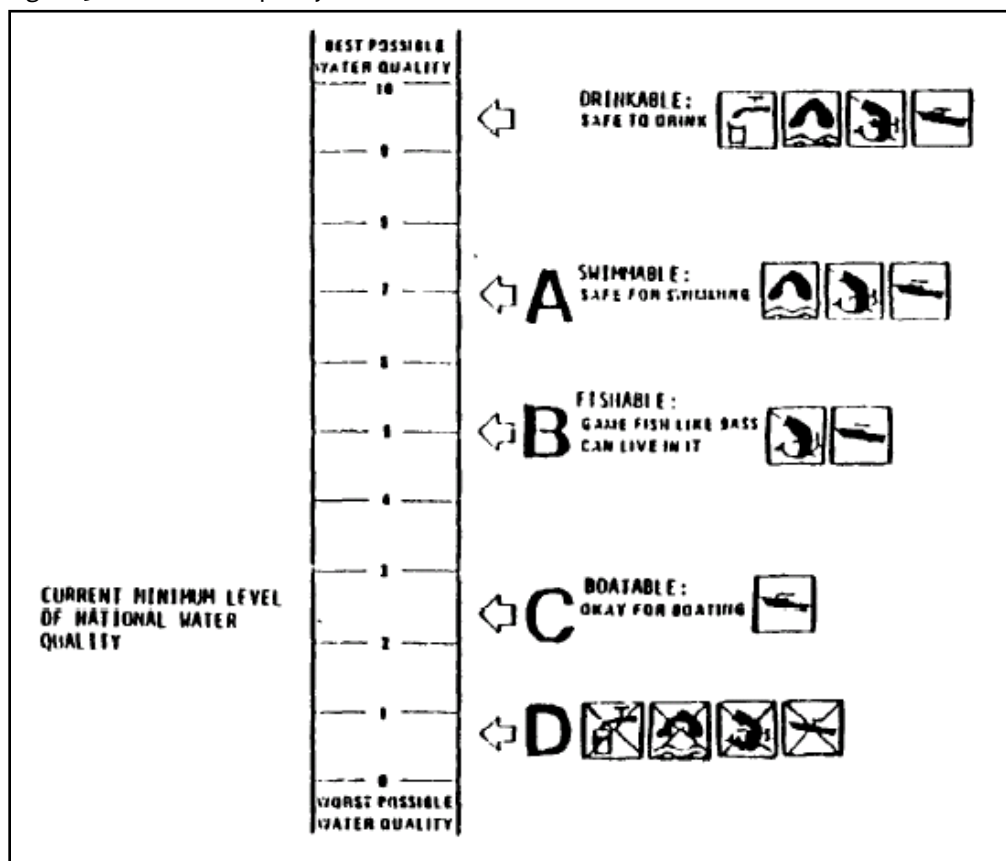 BEST POSSIBLE
WATER QUALITY
10
DRINKABLE:
SAFE TO DRINK
9
8
7
A
SWIMMABLE:
SAFE FOR SWIMMING
6
5
B
FISHABLE:
GAME FISH LIKE BASS
CAN LIVE IN IT
4
3
CURRENT MINIMUM LEVEL
OF NATIONAL WATER
QUALITY
C
BOATABLE:
OKAY FOR BOATING
2
1
D
0
WORST POSSIBLE
WATER QUALITY